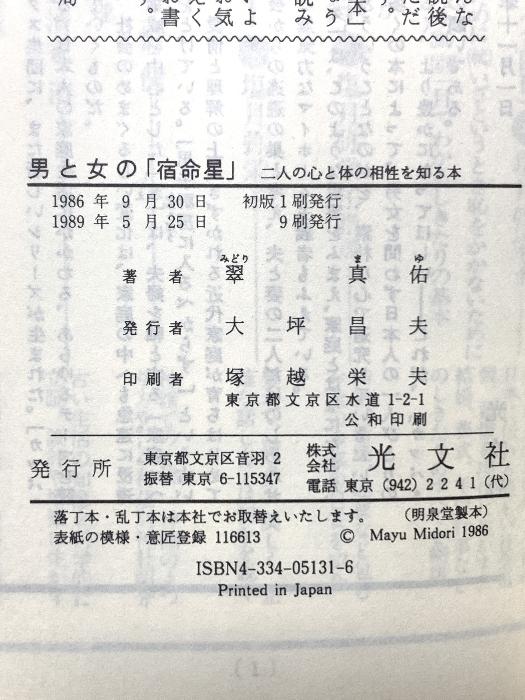 男と女の「宿命星」 二人の心と体の相性を知る本
1986年9月30日 初版1刷発行
1989年5月25日 9刷発行
著者 翠 真佑
みどり ま ゆ
発行者 大坪昌夫
印刷者 塚越栄夫
東京都文京区水道1-2-1
公和印刷
発行所 東京都文京区音羽2 株式会社 光文社
振替 東京 6-115347 電話 東京(942)2241(代)
落丁本・乱丁本は本社でお取替えいたします。 (明泉堂製本)
表紙の模様・意匠登録 116613 © Mayu Midori 1986
ISBN4-334-05131-6
Printed in Japan